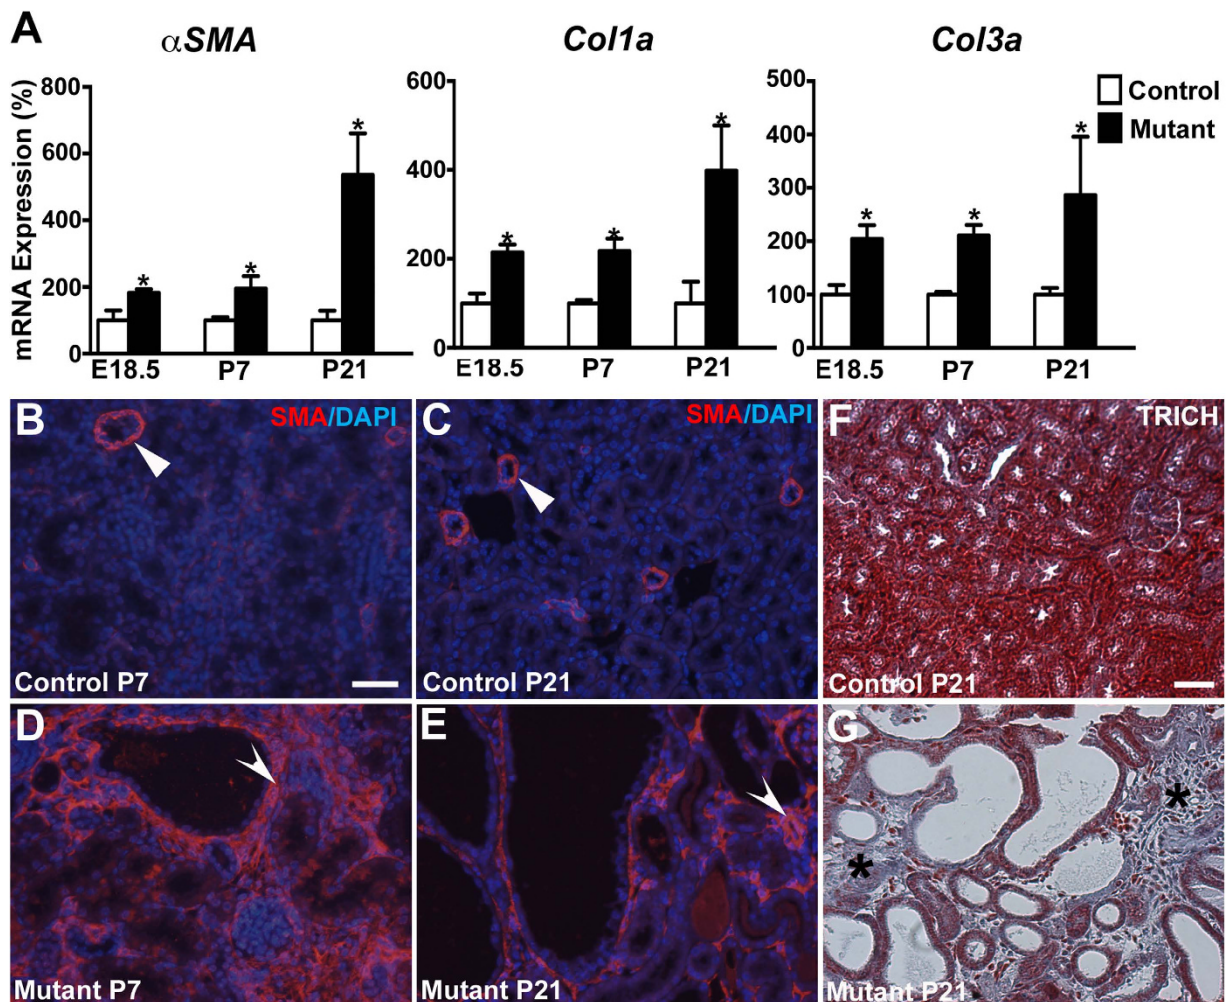 A
αSMA
Col1a
Col3a
mRNA Expression (%)
800
600
400
200
0
E18.5 P7 P21
600
400
200
0
E18.5 P7 P21
500
400
300
200
100
0
E18.5 P7 P21
Control
Mutant
*
*
*
*
*
*
*
*
*
B SMA/DAPI
Control P7
C SMA/DAPI
Control P21
F TRICH
Control P21
D
Mutant P7
E
Mutant P21
G
*
*
Mutant P21